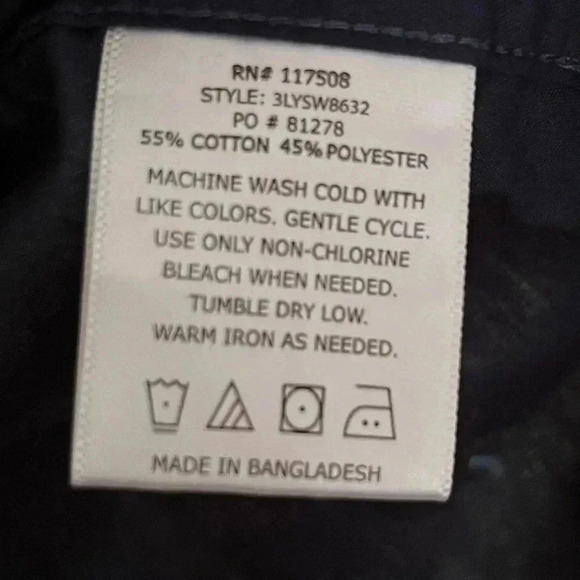 RN# 117508
STYLE: 3LYSW8632
PO # 81278
55% COTTON 45% POLYESTER
MACHINE WASH COLD WITH
LIKE COLORS. GENTLE CYCLE.
USE ONLY NON-CHLORINE
BLEACH WHEN NEEDED.
TUMBLE DRY LOW.
WARM IRON AS NEEDED.
MADE IN BANGLADESH